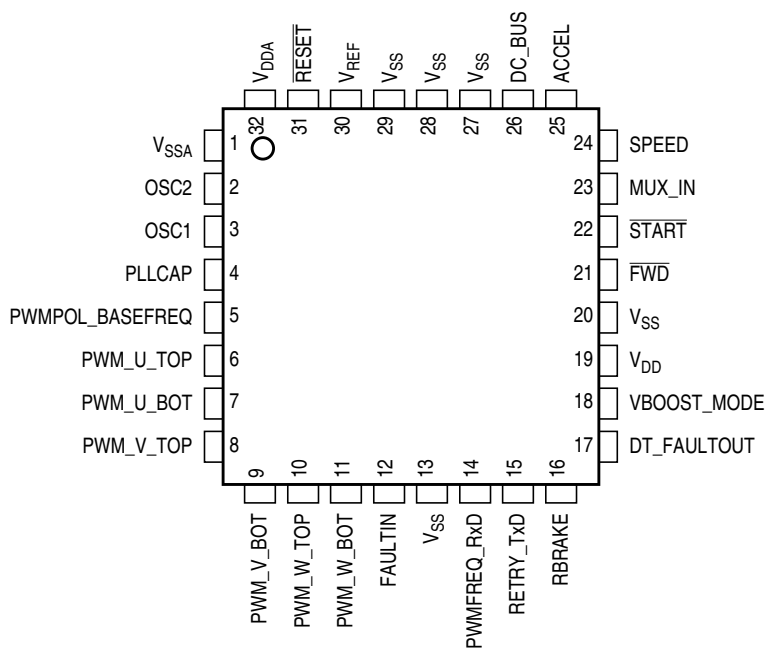 VDDA
RESET
VREF
VSS
VSS
VSS
DC_BUS
ACCEL
32
31
30
29
28
27
26
25
VSSA 1
OSC2 2
OSC1 3
PLLCAP 4
PWMPOL_BASEFREQ 5
PWM_U_TOP 6
PWM_U_BOT 7
PWM_V_TOP 8
24 SPEED
23 MUX_IN
22 START
21 FWD
20 VSS
19 VDD
18 VBOOST_MODE
17 DT_FAULTOUT
9
10
11
12
13
14
15
16
PWM_V_BOT
PWM_W_TOP
PWM_W_BOT
FAULTIN
VSS
PWMFREQ_RxD
RETRY_TxD
RBRAKE